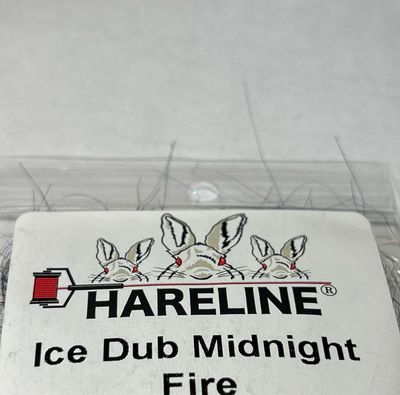 HARELINE®
Ice Dub Midnight
Fire